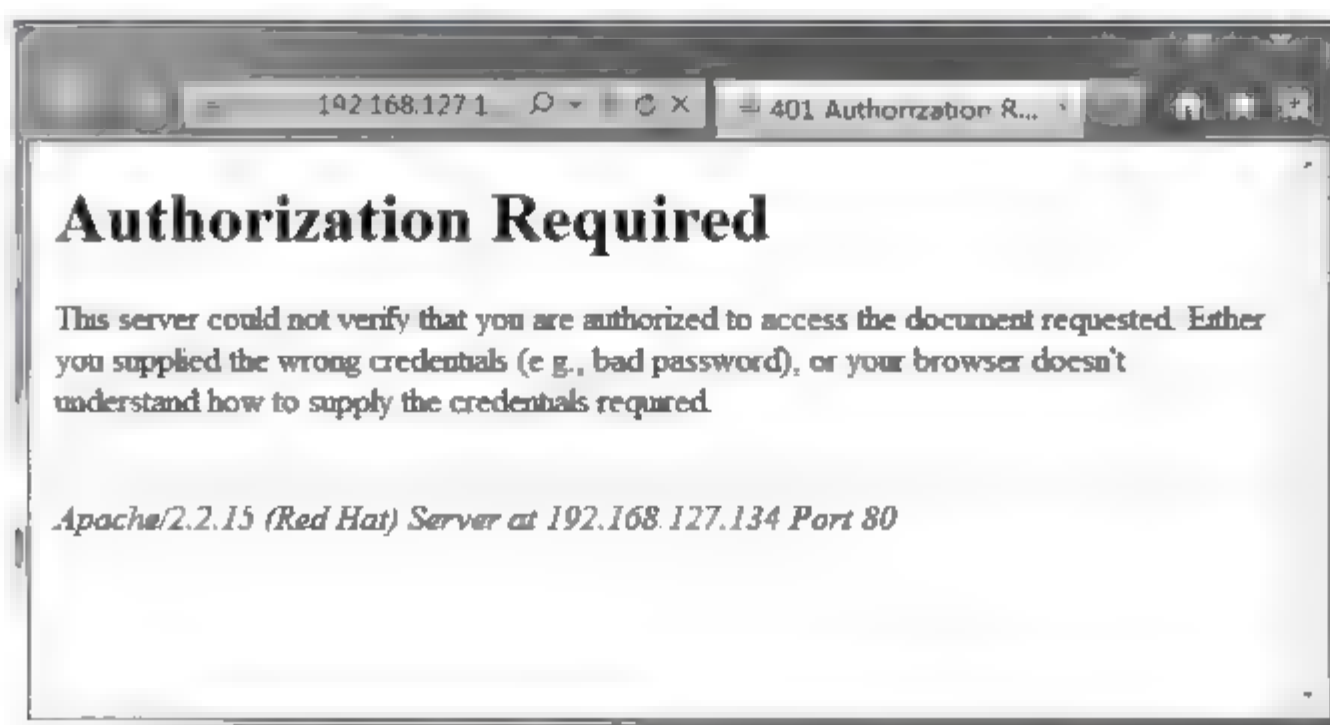 192.168.127.1
401 Authorization R...
Authorization Required
This server could not verify that you are authorized to access the document requested. Either
you supplied the wrong credentials (e.g., bad password), or your browser doesn't
understand how to supply the credentials required.
Apache/2.2.15 (Red Hat) Server at 192.168.127.134 Port 80